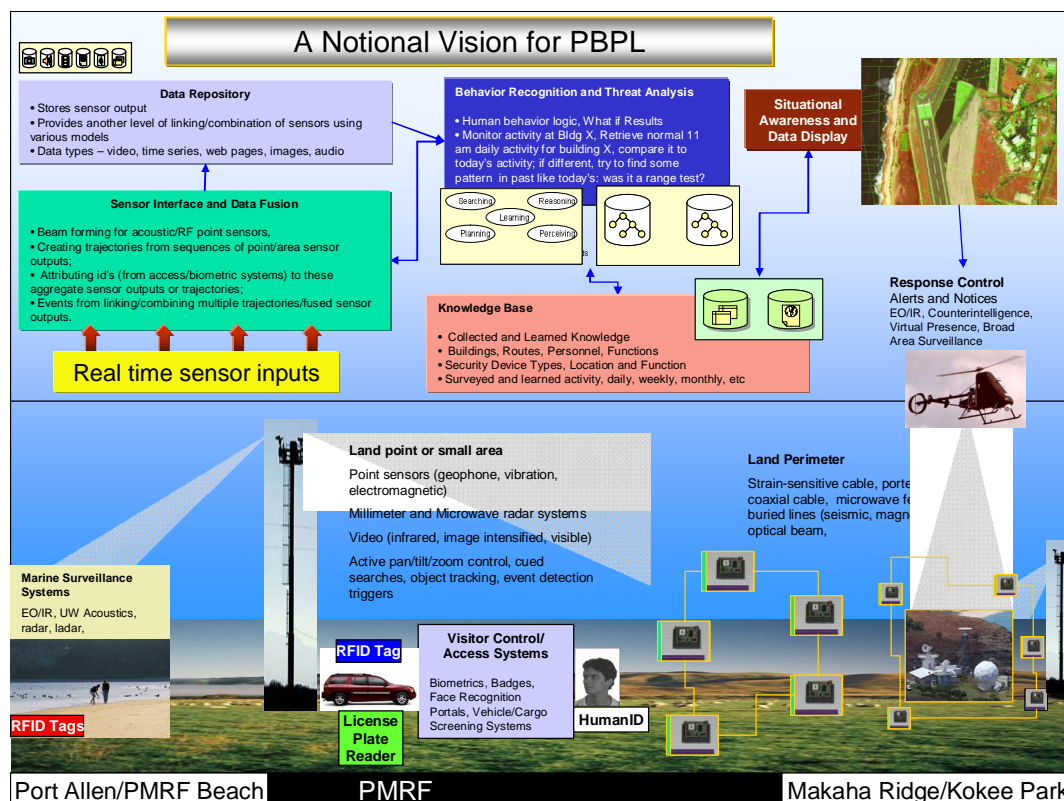 A Notional Vision for PBPL
Data Repository
• Stores sensor output
• Provides another level of linking/combination of sensors using
various models
• Data types – video, time series, web pages, images, audio
Behavior Recognition and Threat Analysis
• Human behavior logic, What if Results
• Monitor activity at Bldg X, Retrieve normal 11
am daily activity for building X, compare it to
today's activity; if different, try to find some
pattern in past like today's: was it a range test?
Situational
Awareness and
Data Display
Searching
Reasoning
Learning
Planning
Perceiving
Sensor Interface and Data Fusion
• Beam forming for acoustic/RF point sensors,
• Creating trajectories from sequences of point/area sensor
outputs;
• Attributing id's (from access/biometric systems) to these
aggregate sensor outputs or trajectories;
• Events from linking/combining multiple trajectories/fused sensor
outputs.
Real time sensor inputs
Knowledge Base
• Collected and Learned Knowledge
• Buildings, Routes, Personnel, Functions
• Security Device Types, Location and Function
• Surveyed and learned activity, daily, weekly, monthly, etc
Response Control
Alerts and Notices
EO/IR, Counterintelligence,
Virtual Presence, Broad
Area Surveillance
Land point or small area
Point sensors (geophone, vibration,
electromagnetic)
Millimeter and Microwave radar systems
Video (infrared, image intensified, visible)
Active pan/tilt/zoom control, cued
searches, object tracking, event detection
triggers
Land Perimeter
Strain-sensitive cable, porte
coaxial cable, microwave fe
buried lines (seismic, magne
optical beam,
Marine Surveillance
Systems
EO/IR, UW Acoustics,
radar, ladar,
RFID Tags
RFID Tag
License
Plate
Reader
Visitor Control/
Access Systems
Biometrics, Badges,
Face Recognition
Portals, Vehicle/Cargo
Screening Systems
HumanID
Port Allen/PMRF Beach
PMRF
Makaha Ridge/Kokee Park